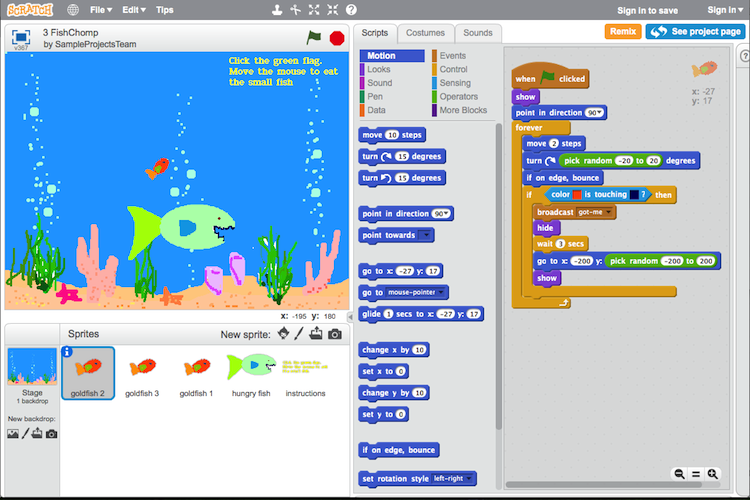 SCRATCH File Edit Tips Sign in to save Sign in
3 FishChomp
by SampleProjectsTeam
v367
Click the green flag.
Move the mouse to eat
the small fish
x: -195 y: 180
Sprites New sprite:
Stage
1 backdrop
New backdrop:
goldfish 2
goldfish 3
goldfish 1
hungry fish
instructions
Scripts Costumes Sounds
Remix
See project page
Motion Events
Looks Control
Sound Sensing
Pen Operators
Data More Blocks
move 10 steps
turn 15 degrees
turn 15 degrees
point in direction 90
point towards
go to x: -27 y: 17
go to mouse-pointer
glide 1 secs to x: -27 y: 17
change x by 10
set x to 0
change y by 10
set y to 0
if on edge, bounce
set rotation style left-right
when clicked
show
point in direction 90
forever
move 2 steps
turn pick random -20 to 20 degrees
if on edge, bounce
if color is touching ? then
broadcast got-me
hide
wait 1 secs
go to x: -200 y: pick random -200 to 200
show
x: -27
y: 17
?